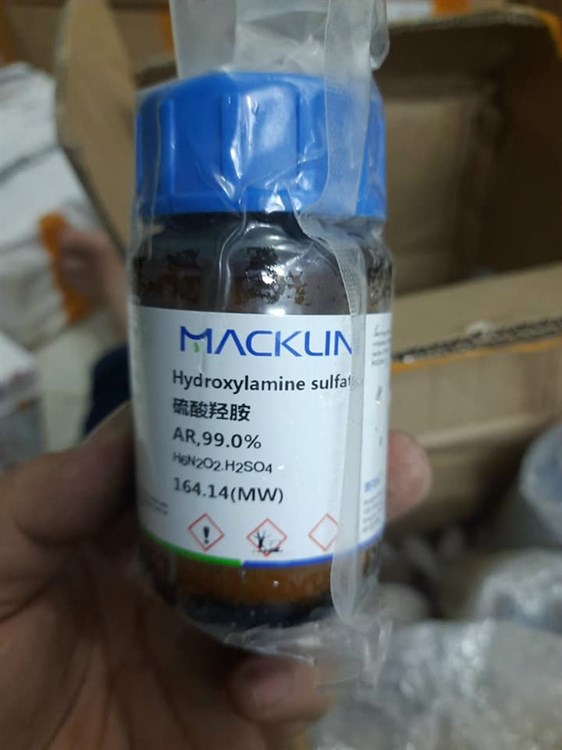 MACKLIN
Hydroxylamine sulfat
硫酸羟胺
AR,99.0%
H6N2O2.H2SO4
164.14(MW)